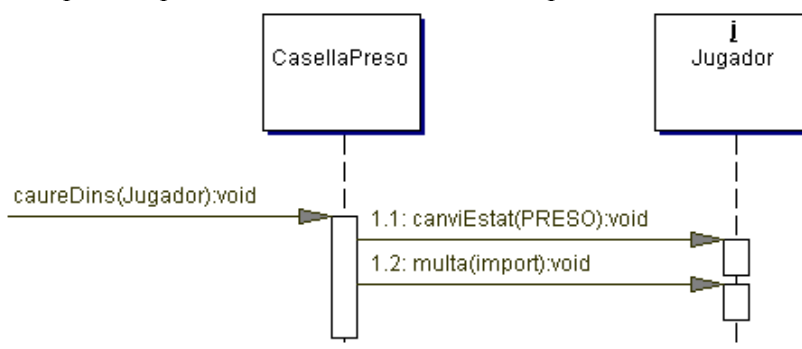 CasellaPreso
j
Jugador
caureDins(Jugador):void
1.1: canviEstat(PRESO):void
1.2: multa(import):void